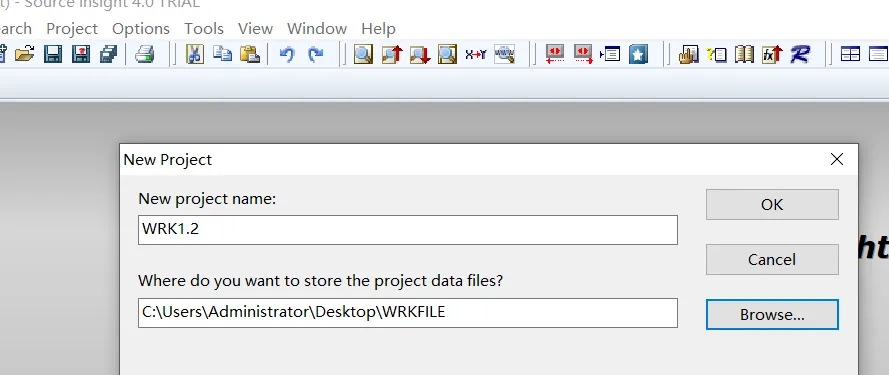 t) - Source Insight 4.0 TRIAL
earch Project Options Tools View Window Help
New Project
New project name:
OK
WRK1.2
Cancel
ht
Where do you want to store the project data files?
C:\Users\Administrator\Desktop\WRKFILE
Browse...